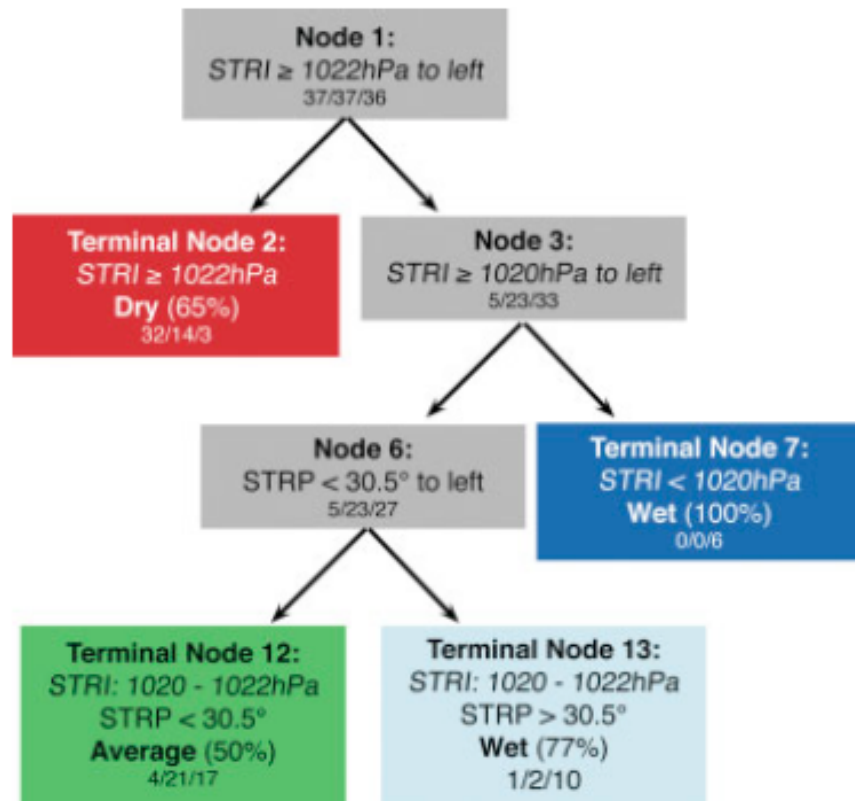 Node 1:
STRI ≥ 1022hPa to left
37/37/36
Terminal Node 2:
STRI ≥ 1022hPa
Dry (65%)
32/14/3
Node 3:
STRI ≥ 1020hPa to left
5/23/33
Node 6:
STRP < 30.5° to left
5/23/27
Terminal Node 7:
STRI < 1020hPa
Wet (100%)
0/0/6
Terminal Node 12:
STRI: 1020 - 1022hPa
STRP < 30.5°
Average (50%)
4/21/17
Terminal Node 13:
STRI: 1020 - 1022hPa
STRP > 30.5°
Wet (77%)
1/2/10